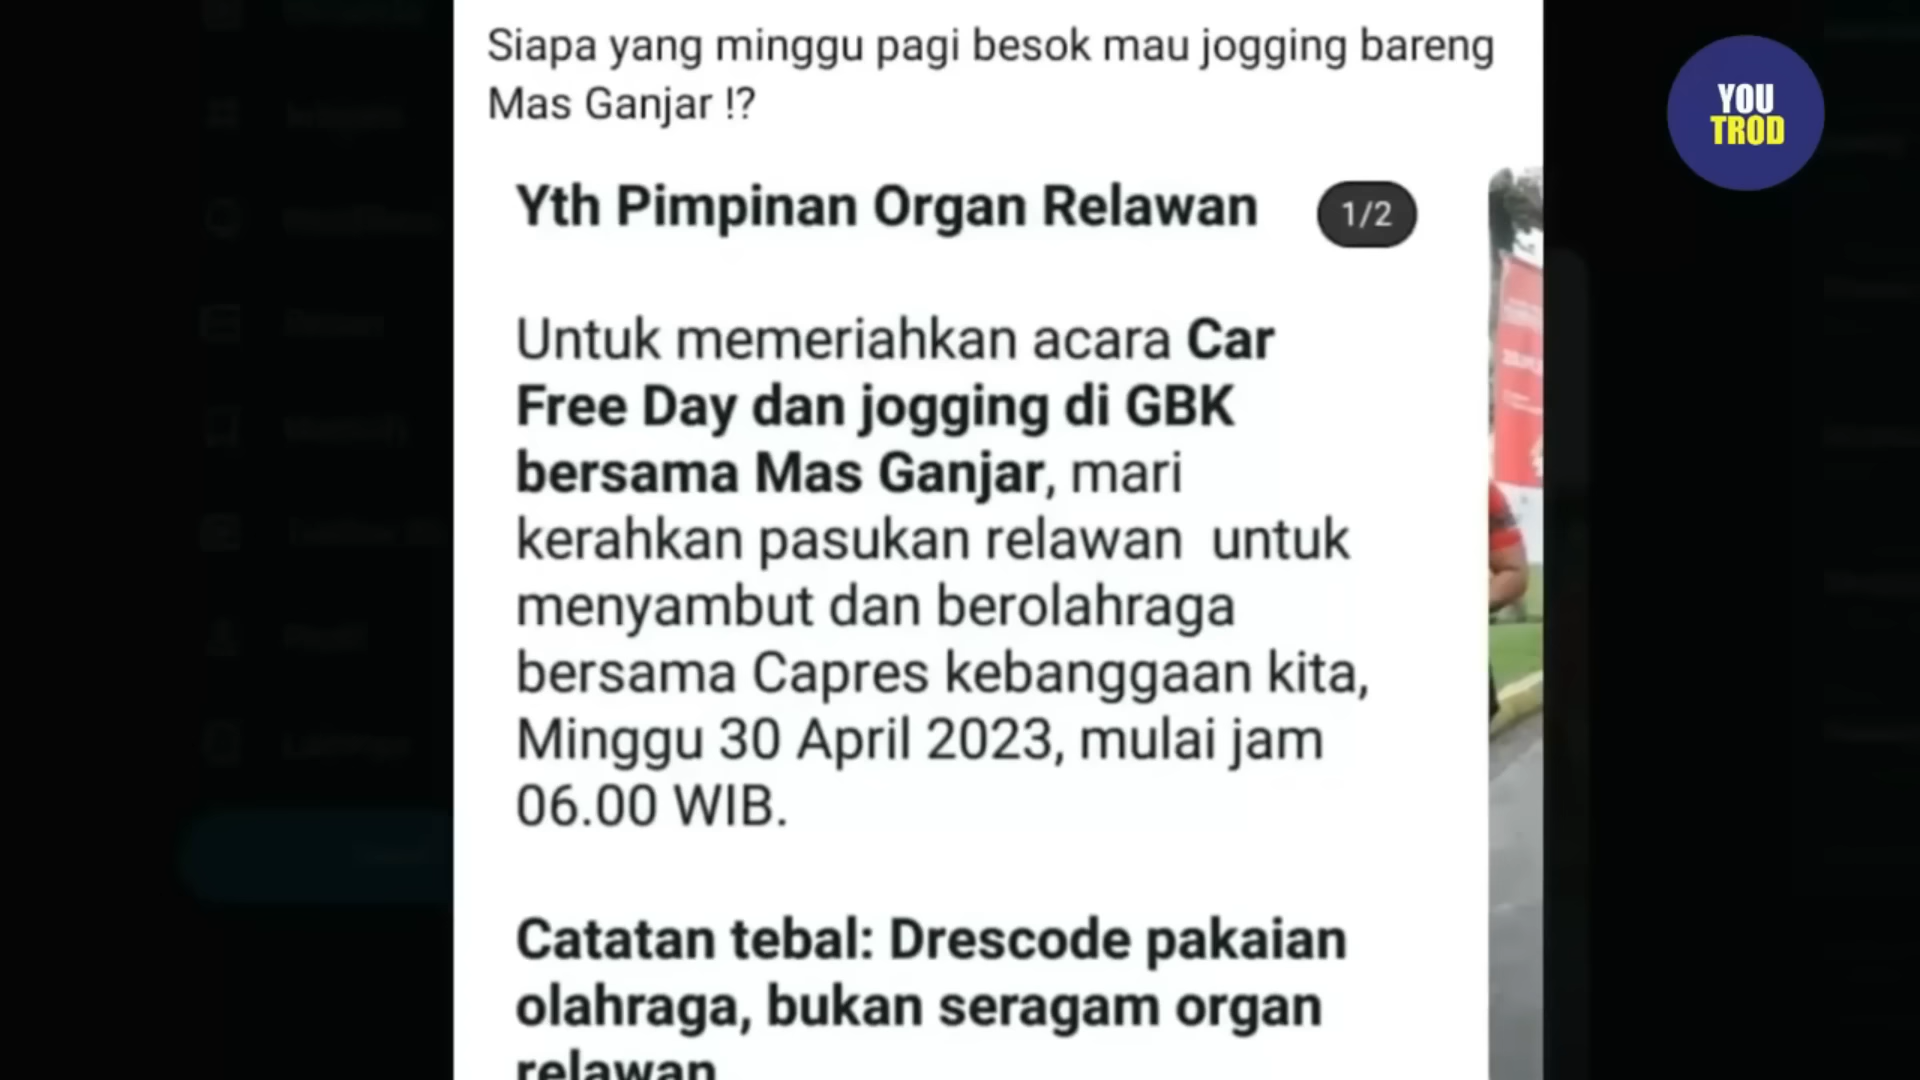 Siapa yang minggu pagi besok mau jogging bareng
Mas Ganjar !?
YOU
TROD
Yth Pimpinan Organ Relawan
1/2
Untuk memeriahkan acara Car
Free Day dan jogging di GBK
bersama Mas Ganjar, mari
kerahkan pasukan relawan untuk
menyambut dan berolahraga
bersama Capres kebanggaan kita,
Minggu 30 April 2023, mulai jam
06.00 WIB.
Catatan tebal: Drescode pakaian
olahraga, bukan seragam organ
relawan